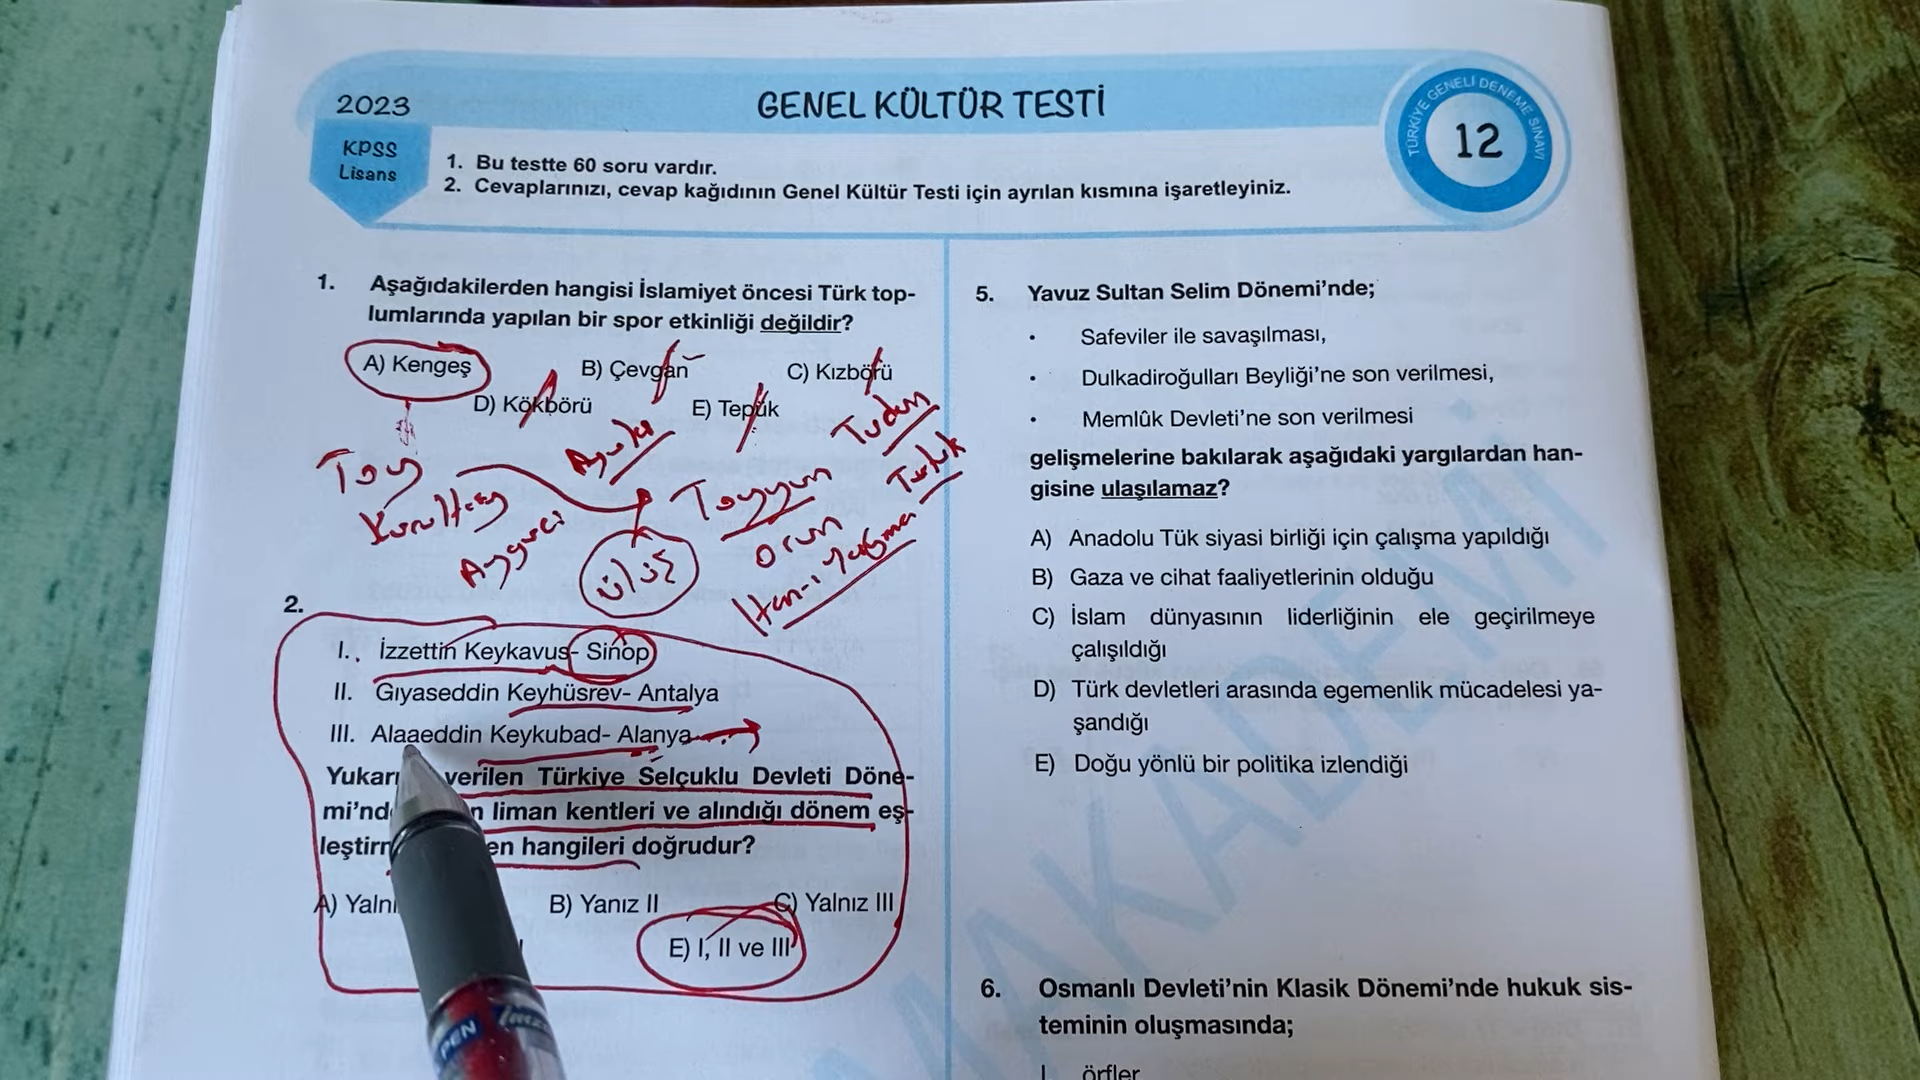 2023
KPSS
Lisans
GENEL KÜLTÜR TESTİ
TÜRKİYE GENELİ DENEME SINAVI
12
1. Bu testte 60 soru vardır.
2. Cevaplarınızı, cevap kağıdının Genel Kültür Testi için ayrılan kısmına işaretleyiniz.
1. Aşağıdakilerden hangisi İslamiyet öncesi Türk top-
lumlarında yapılan bir spor etkinliği değildir?
A) Kengeş B) Çevgan C) Kızbörü
D) Kökbörü E) Tepük
Toy
Kurultay
Ayguci
Ayukı
ülüş
Toygun
Orun
Han-ı Yağma
Tudun
Turluk
2.
I. İzzettin Keykavus- Sinop
II. Gıyaseddin Keyhüsrev- Antalya
III. Alaaeddin Keykubad- Alanya
verilen Türkiye Selçuklu Devleti Döne-
liman kentleri ve alındığı dönem eş-
hangileri doğrudur?
A) B) Yanız II C) Yalnız III
E) I, II ve III
5. Yavuz Sultan Selim Dönemi'nde;
• Safeviler ile savaşılması,
• Dulkadiroğulları Beyliği'ne son verilmesi,
• Memlûk Devleti'ne son verilmesi
gelişmelerine bakılarak aşağıdaki yargılardan han-
gisine ulaşılamaz?
A) Anadolu Tük siyasi birliği için çalışma yapıldığı
B) Gaza ve cihat faaliyetlerinin olduğu
C) İslam dünyasının liderliğinin ele geçirilmeye
çalışıldığı
D) Türk devletleri arasında egemenlik mücadelesi ya-
şandığı
E) Doğu yönlü bir politika izlendiği
6. Osmanlı Devleti'nin Klasik Dönemi'nde hukuk sis-
teminin oluşmasında;
I. örfler